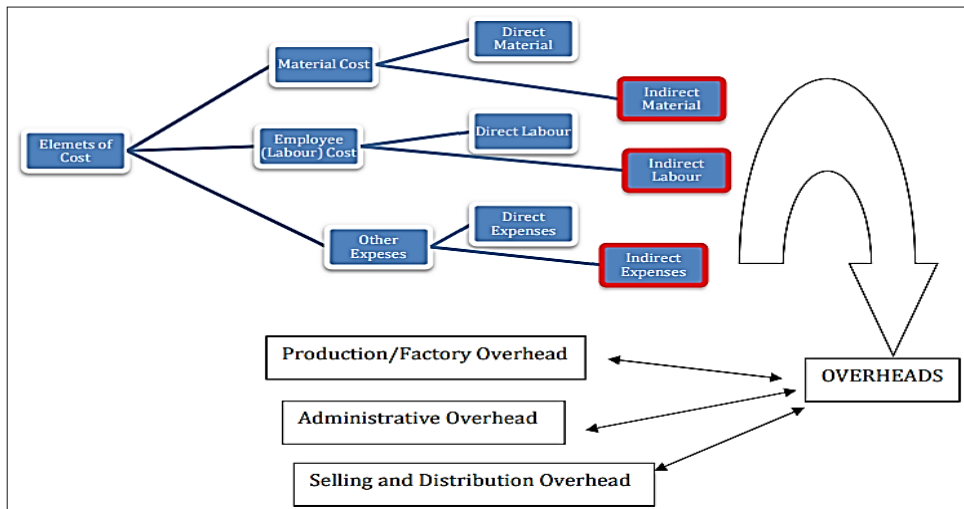 Direct
Material
Material Cost
Indirect
Material
Elemets of
Cost
Employee
(Labour) Cost
Direct Labour
Indirect
Labour
Other
Expeses
Direct
Expenses
Indirect
Expenses
Production/Factory Overhead
OVERHEADS
Administrative Overhead
Selling and Distribution Overhead